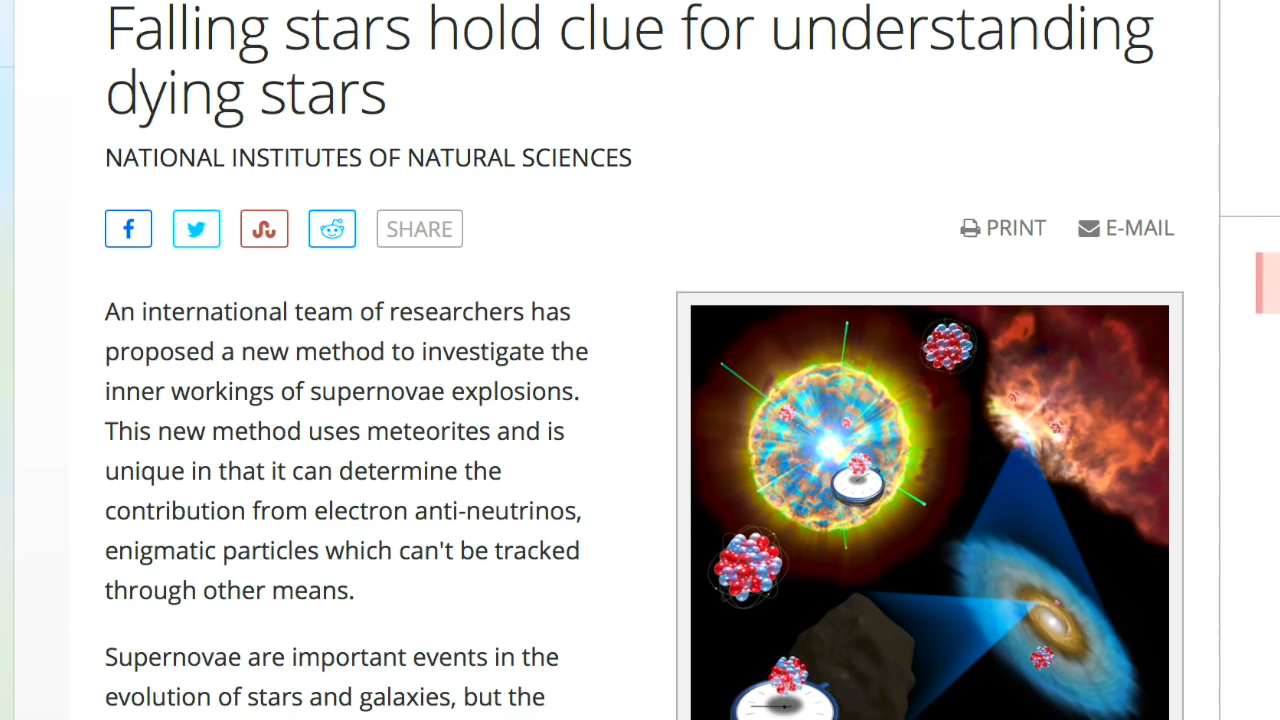 Falling stars hold clue for understanding
dying stars
NATIONAL INSTITUTES OF NATURAL SCIENCES
SHARE
PRINT
E-MAIL
An international team of researchers has
proposed a new method to investigate the
inner workings of supernovae explosions.
This new method uses meteorites and is
unique in that it can determine the
contribution from electron anti-neutrinos,
enigmatic particles which can't be tracked
through other means.
Supernovae are important events in the
evolution of stars and galaxies, but the